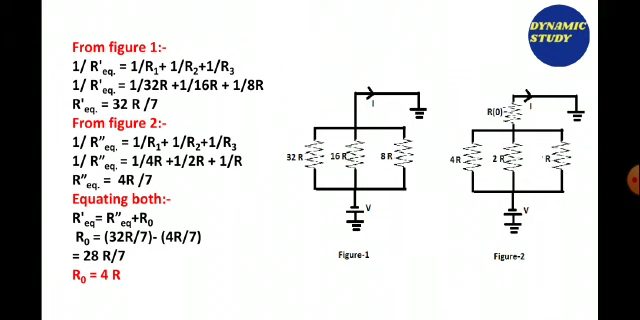 DYNAMIC
STUDY
From figure 1:-
1/ R'eq. = 1/R1+ 1/R2+1/R3
1/ R'eq. = 1/32R +1/16R + 1/8R
R'eq. = 32 R /7
From figure 2:-
1/ R”eq. = 1/R1+ 1/R2+1/R3
1/ R”eq. = 1/4R +1/2R + 1/R
R”eq. = 4R /7
Equating both:-
R'eq= R”eq+R0
R0 = (32R/7)- (4R/7)
= 28 R/7
R0 = 4 R
I
32 R
16 R
8 R
V
Figure-1
I
R(0)
4 R
2 R
R
V
Figure-2